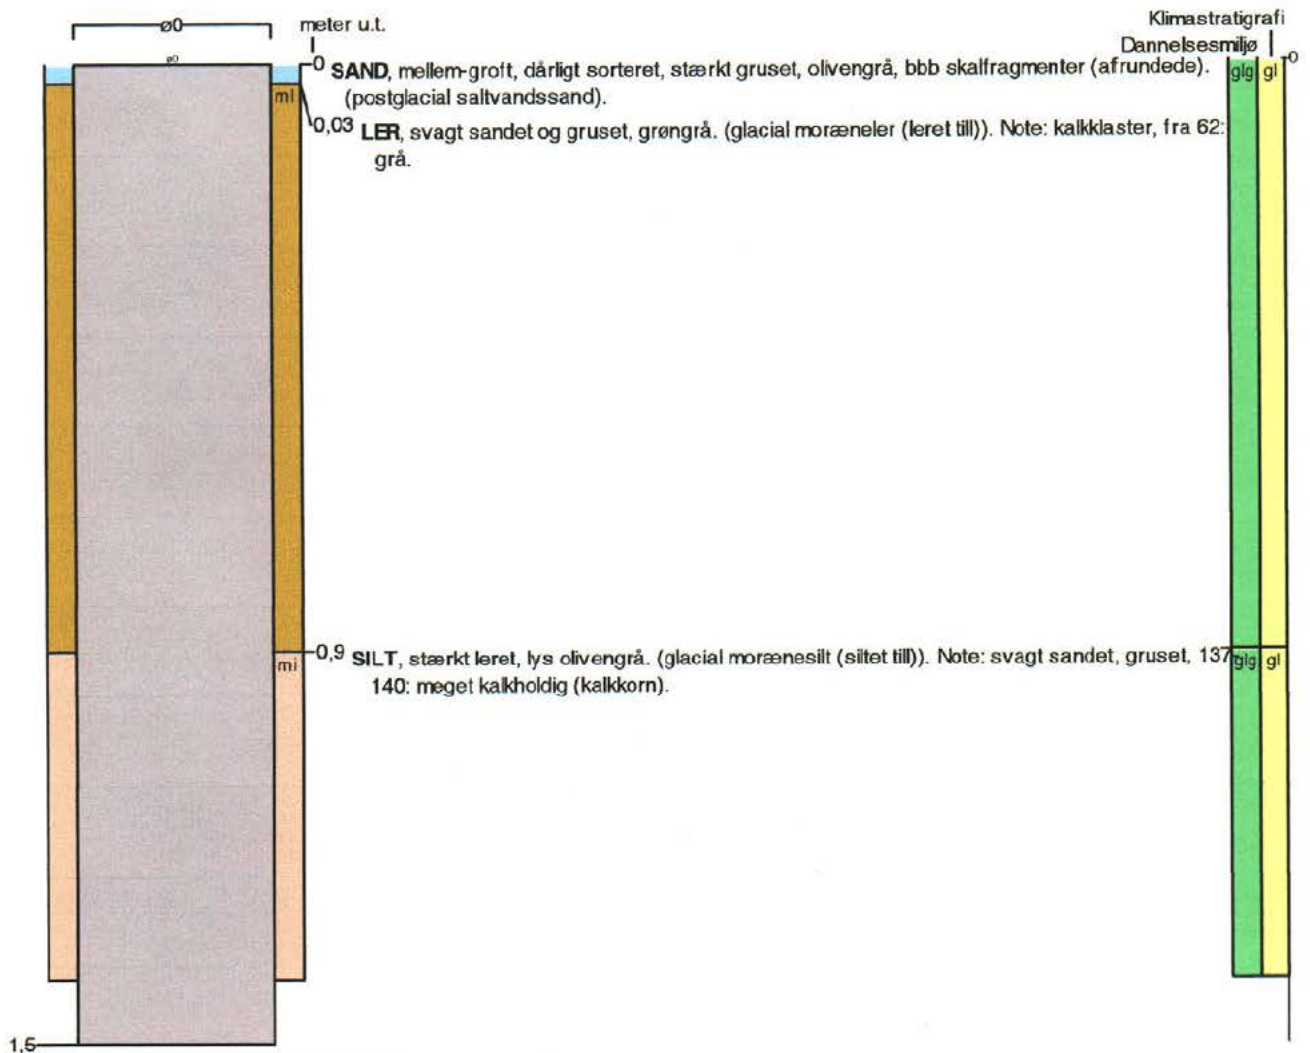 ø0
meter u.t.
Klimastratigrafi
Dannelsesmiljø
ø0
0 SAND, mellem-groft, dårligt sorteret, stærkt gruset, olivengrå, bbb skalfragmenter (afrundede).
(postglacial saltvandssand).
glg gl 0
ml
0,03 LER, svagt sandet og gruset, grøngrå. (glacial moræneler (leret till)). Note: kalkklaster, fra 62:
grå.
mi
0,9 SILT, stærkt leret, lys olivengrå. (glacial morænesilt (siltet till)). Note: svagt sandet, gruset, 137-
140: meget kalkholdig (kalkkorn).
glg gl
1,5